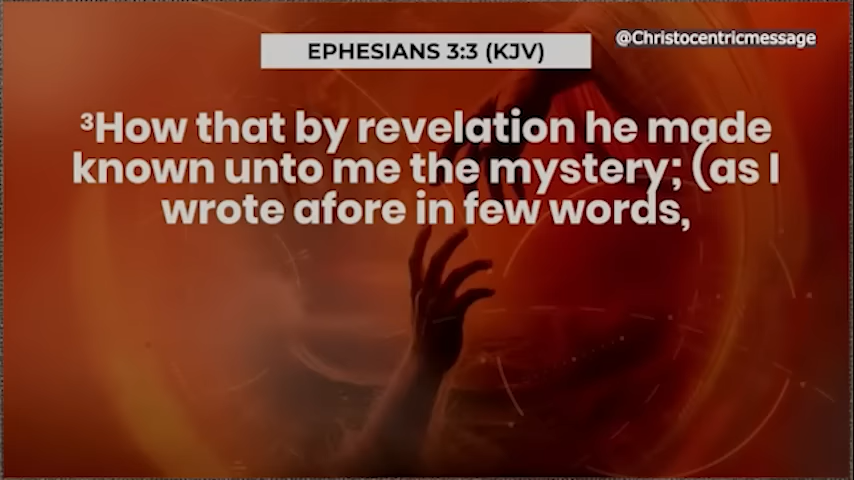 EPHESIANS 3:3 (KJV)
@Christocentricmessage
³How that by revelation he made
known unto me the mystery; (as I
wrote afore in few words,